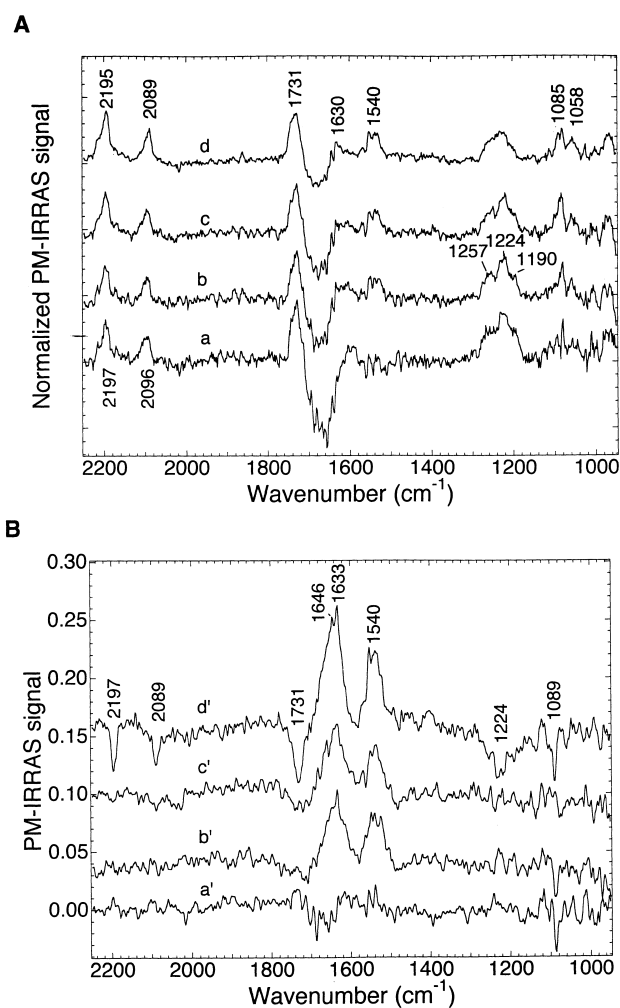 A
2195
2089
1731
1630
1540
1085
1058
d
c
1257
1224
1190
b
a
2197
2096
Normalized PM-IRRAS signal
2200 2000 1800 1600 1400 1200 1000
Wavenumber (cm-1)
B
0.30
0.25
0.20
0.15
0.10
0.05
0.00
2197
2089
1731
1646
1633
1540
1224
1089
d'
c'
b'
a'
PM-IRRAS signal
2200 2000 1800 1600 1400 1200 1000
Wavenumber (cm-1)